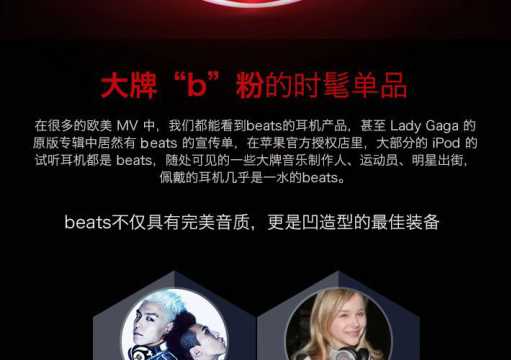 大牌“b”粉的时髦单品
在很多的欧美 MV 中，我们都能看到beats的耳机产品，甚至 Lady Gaga 的
原版专辑中居然有 beats 的宣传单，在苹果官方授权店里，大部分的 iPod 的
试听耳机都是 beats，随处可见的一些大牌音乐制作人、运动员、明星出街，
佩戴的耳机几乎是一水的beats。
beats不仅具有完美音质，更是凹造型的最佳装备